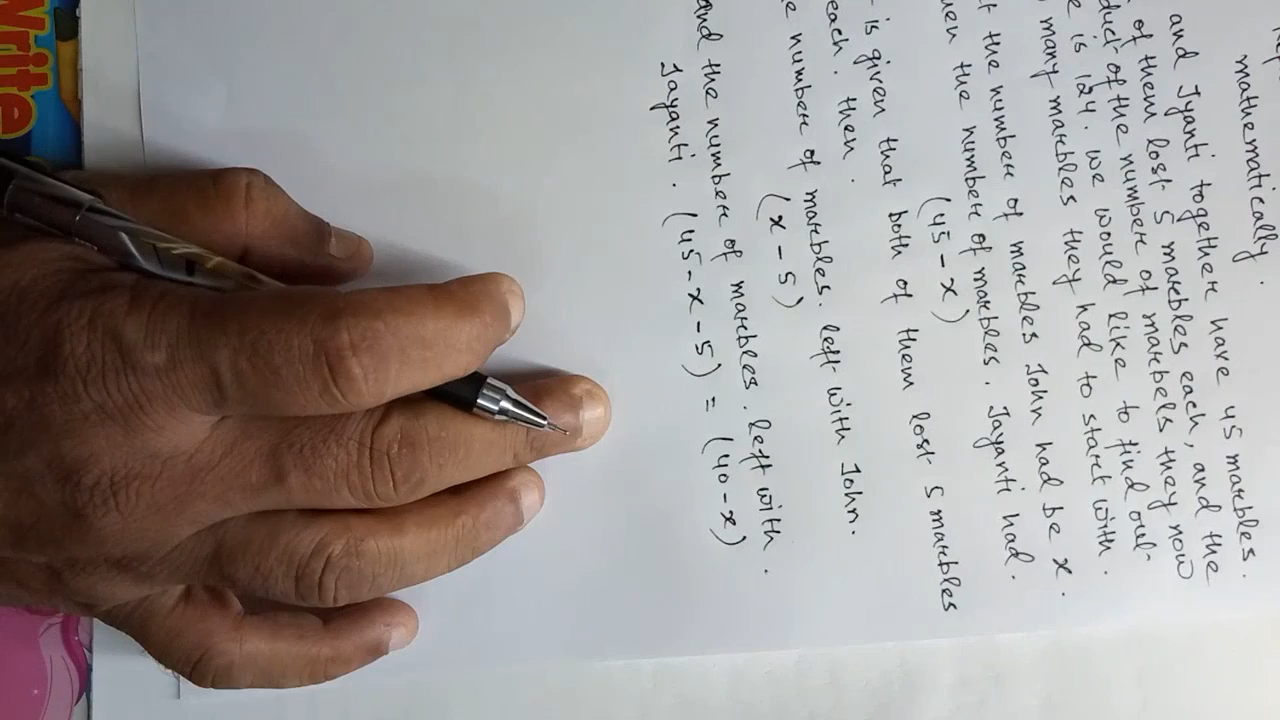 mathematically.
and Jyanti together have 45 marbles.
of them lost 5 marbles each, and the
of the number of marbels they now
is 124. we would like to find out
many marbles they had to start with.
the number of marbles John had be x.
the number of marbles. Jayanti had.
(45-x)
is given that both of them lost 5 marbles
each. then.
number of marbles. left with John.
(x-5)
and the number of marbles. left with.
Jayanti. (45-x-5) = (40-x)
Write